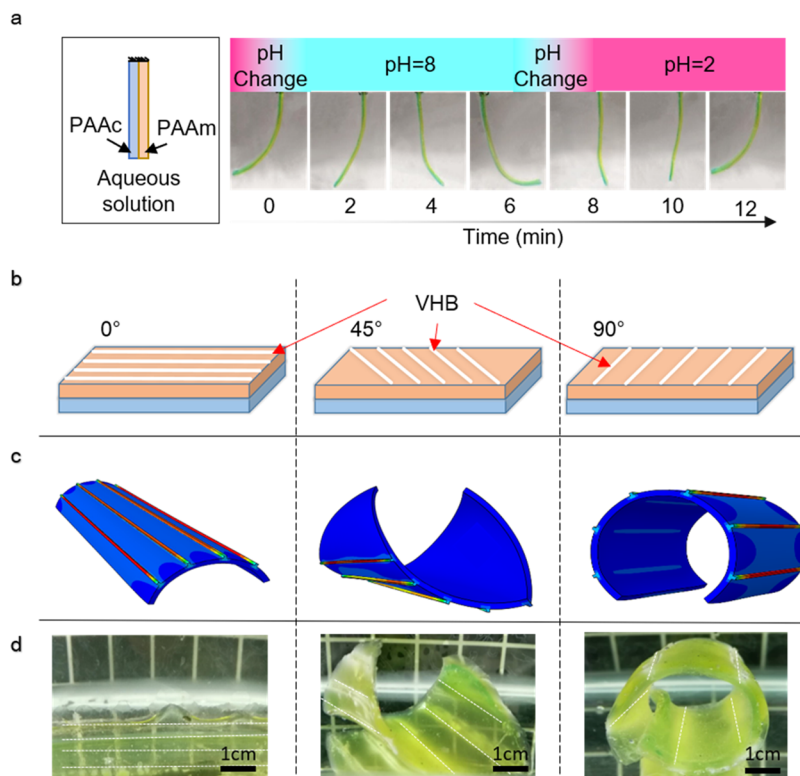 a
pH
Change
pH=8
pH
Change
pH=2
PAAc
PAAm
Aqueous
solution
0 2 4 6 8 10 12
Time (min)
b
VHB
0°
45°
90°
c
d
1cm
1cm
1cm